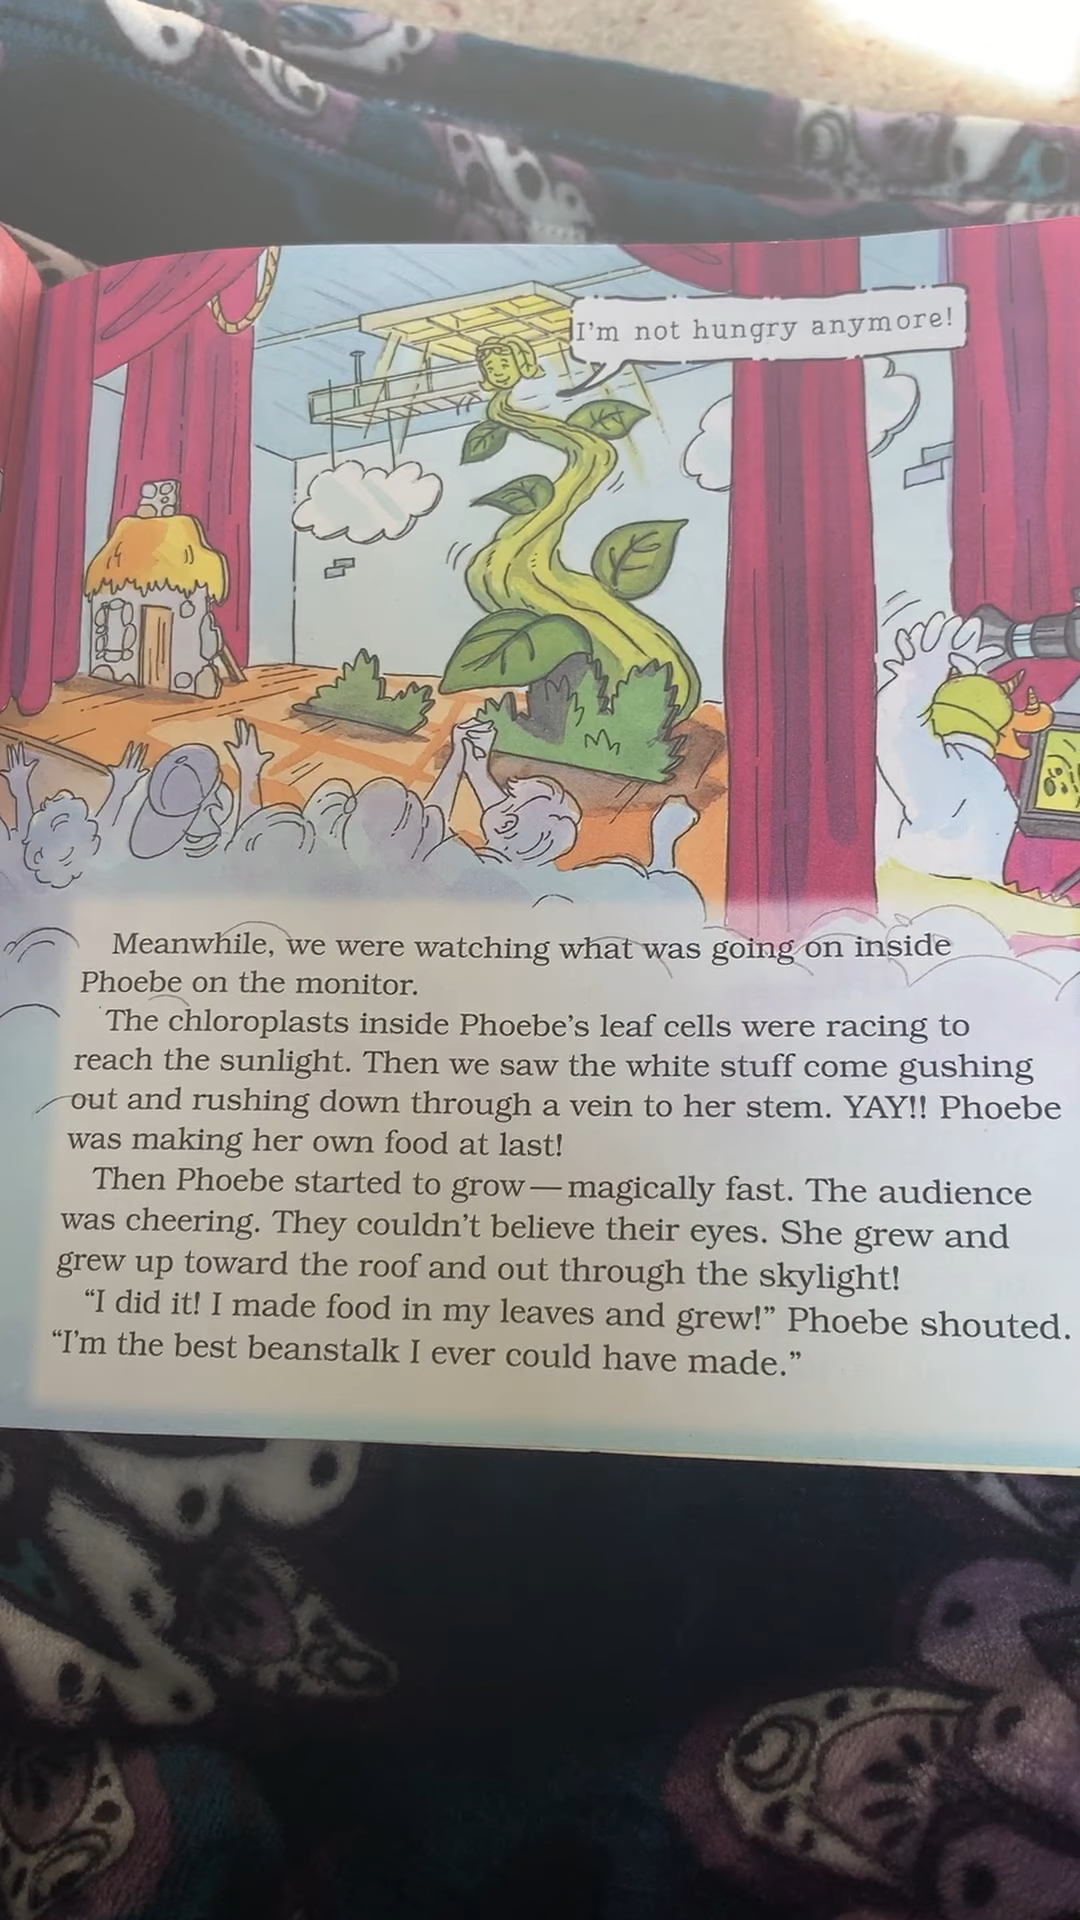 I'm not hungry anymore!
Meanwhile, we were watching what was going on inside
Phoebe on the monitor.
The chloroplasts inside Phoebe's leaf cells were racing to
reach the sunlight. Then we saw the white stuff come gushing
out and rushing down through a vein to her stem. YAY!! Phoebe
was making her own food at last!
Then Phoebe started to grow—magically fast. The audience
was cheering. They couldn't believe their eyes. She grew and
grew up toward the roof and out through the skylight!
"I did it! I made food in my leaves and grew!" Phoebe shouted.
"I'm the best beanstalk I ever could have made."